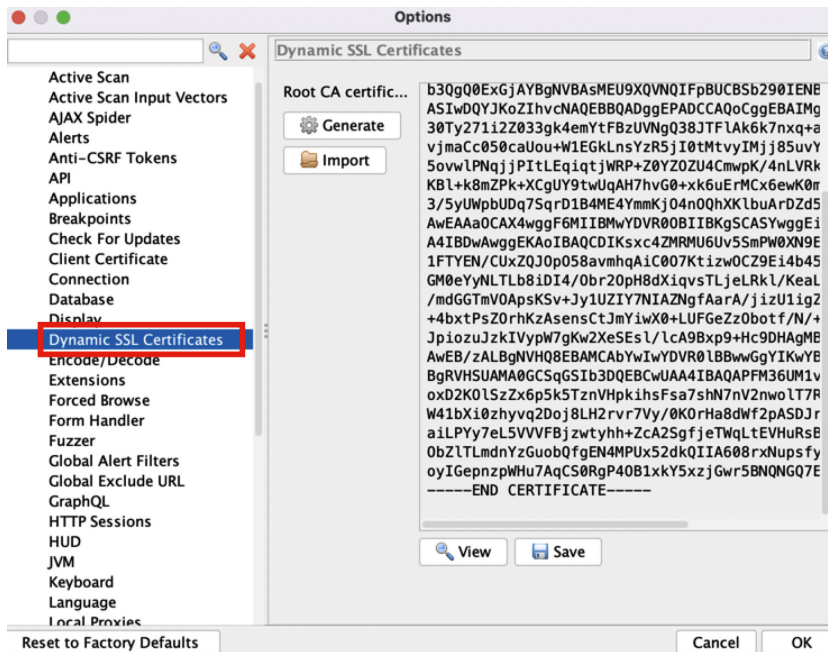 Options
Dynamic SSL Certificates
Active Scan
Active Scan Input Vectors
AJAX Spider
Alerts
Anti-CSRF Tokens
API
Applications
Breakpoints
Check For Updates
Client Certificate
Connection
Database
Display
Dynamic SSL Certificates
Encode/Decode
Extensions
Forced Browse
Form Handler
Fuzzer
Global Alert Filters
Global Exclude URL
GraphQL
HTTP Sessions
HUD
JVM
Keyboard
Language
Local Proxies
Root CA certific...
Generate
Import
b3QgQ0ExGjAYBgNVBAsMEU9XQVNQIFpBUCBSb290IENB
ASIwDQYJKoZIhvcNAQEBBQADggEPADCCAQoCggEBAIMg
30Ty271i2Z033gk4emYtFBzUVNgQ38JTFlAk6k7nxq+a
vjmaCc050caUou+W1EGkLnsYzR5jI0tMtvyIMjj85uvY
5ovwlPNqjjPItLEqiqtjWRP+Z0YZOZU4CmwpK/4nLVRk
KBl+k8mZPk+XCgUY9twUqAH7hvG0+xk6uErMCx6ewK0m
3/5yUWpbUDq7SqrD1B4ME4YmmKjO4nOQhXKlbuArDZd5
AwEAAaOCAX4wggF6MIIBMwYDVR0OBIIBKgSCASYwggEi
A4IBDwAwggEKAoIBAQCDIKsxc4ZMRMU6Uv5SmPW0XN9E
1FTYEN/CUxZQJOpO58avmhqAiC0O7KtizwOCZ9Ei4b45
GM0eYyNLTLb8iDI4/Obr2OpH8dXiqvsTLjeLRkl/KeaL
/mdGGTmVOApsKSv+Jy1UZIY7NIAZNgfAarA/jizU1igZ
+4bxtPsZOrhKzAsensCtJmYiwX0+LUFGeZzObotf/N/+
JpiozuJzkIVypW7gKw2XeSEsl/lcA9Bxp9+Hc9DHAgMB
AwEB/zALBgNVHQ8EBAMCAbYwIwYDVR0lBBwwGgYIKwYB
BgRVHSUAMA0GCSqGSIb3DQEBCwUAA4IBAQAPFM36UM1v
oxD2KOlSzZx6p5k5TznVHpkihsFsa7shN7nV2nwolT7R
W41bXi0zhyvq2Doj8LH2rvr7Vy/0KOrHa8dWf2pASDJr
aiLPYy7eL5VVVFBjzwtyhh+ZcA2SgfjeTWqLtEVHuRsB
ObZlTLmdnYzGuobQfgEN4MPUx52dkQIIA608rxNupsfy
oyIGepnzpWHu7AqCS0RgP4OB1xkY5xzjGwr5BNQNGQ7E
-----END CERTIFICATE-----
View
Save
Reset to Factory Defaults
Cancel
OK